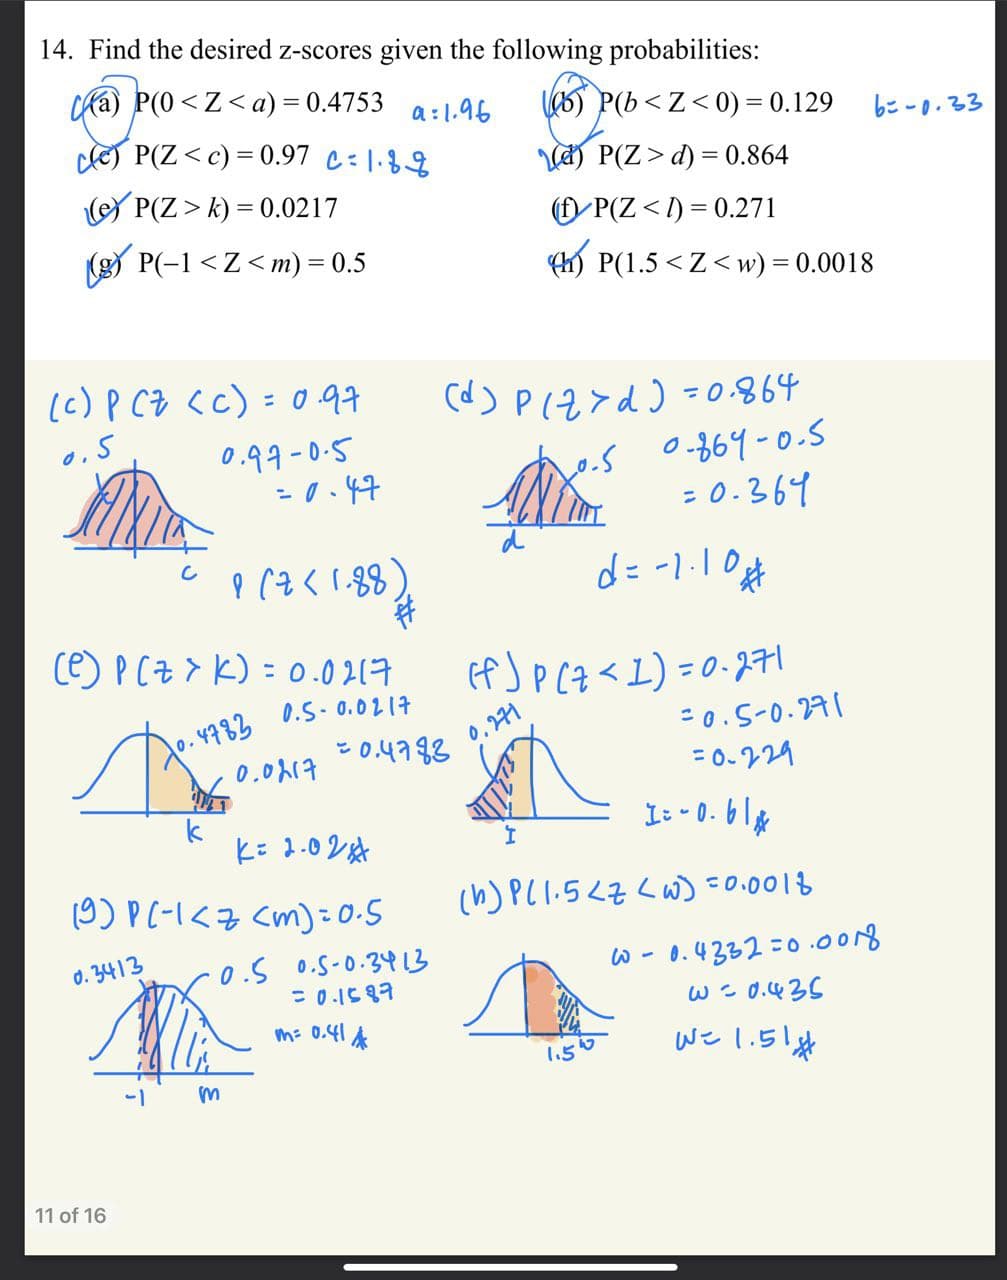 14. Find the desired z-scores given the following probabilities:
(a) P(0 < Z < a) = 0.4753 a = 1.96 (b) P(b < Z < 0) = 0.129 b = -0.33
(c) P(Z < c) = 0.97 c = 1.88 (d) P(Z > d) = 0.864
(e) P(Z > k) = 0.0217 (f) P(Z < l) = 0.271
(g) P(−1 < Z < m) = 0.5 (h) P(1.5 < Z < w) = 0.0018
(c) P(Z < c) = 0.97
0.5
0.97 - 0.5
= 0.47
c
P(Z < 1.88)#
(d) P(Z > d) = 0.864
0.5
0.864 - 0.5
= 0.364
d
d = -1.10#
(e) P(Z > K) = 0.0217
0.5 - 0.0217
0.4783
= 0.4783
0.0217
k
K = 2.02#
(f) P(Z < I) = 0.271
0.271
= 0.5 - 0.271
= 0.229
I
I = -0.61#
(g) P(-1 < Z < m) = 0.5
0.3413
0.5
0.5 - 0.3413
= 0.1587
m = 0.41#
-1 m
(h) P(1.5 < Z < w) = 0.0018
w - 0.4332 = 0.0018
w = 0.435
1.5 w
w = 1.51#
11 of 16